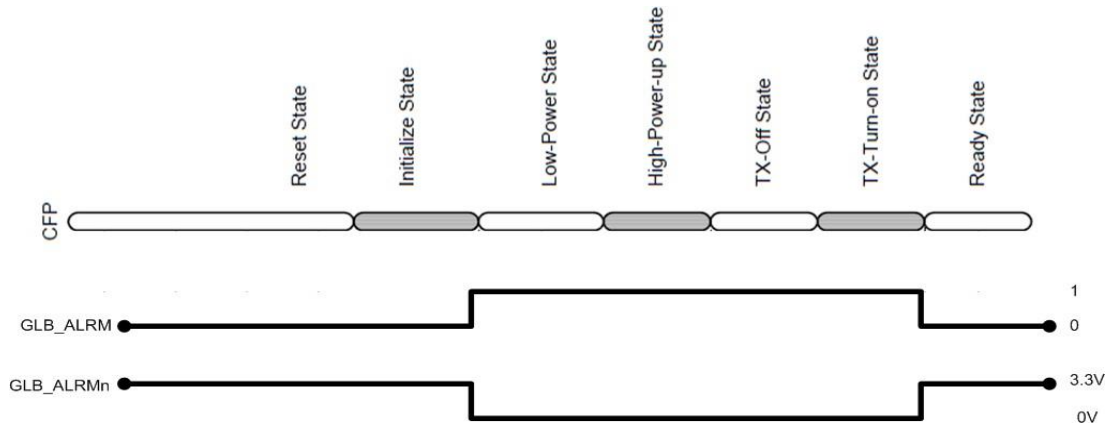 Reset State
Initialize State
Low-Power State
High-Power-up State
TX-Off State
TX-Turn-on State
Ready State
CFP
1
GLB_ALRM
0
GLB_ALRMn
3.3V
0V